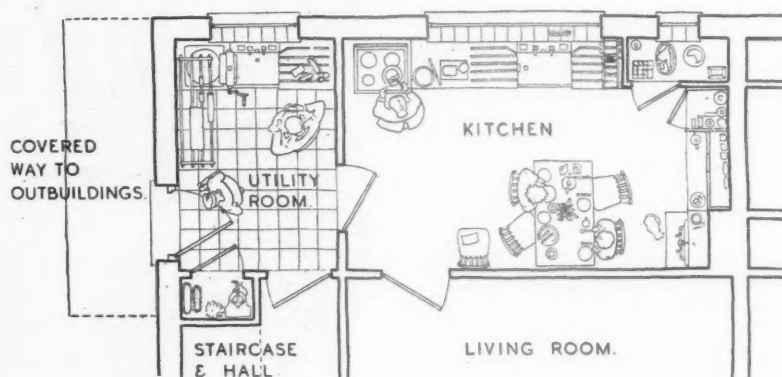 KITCHEN
COVERED
WAY TO
OUTBUILDINGS.
UTILITY
ROOM.
STAIRCASE
& HALL
LIVING ROOM.